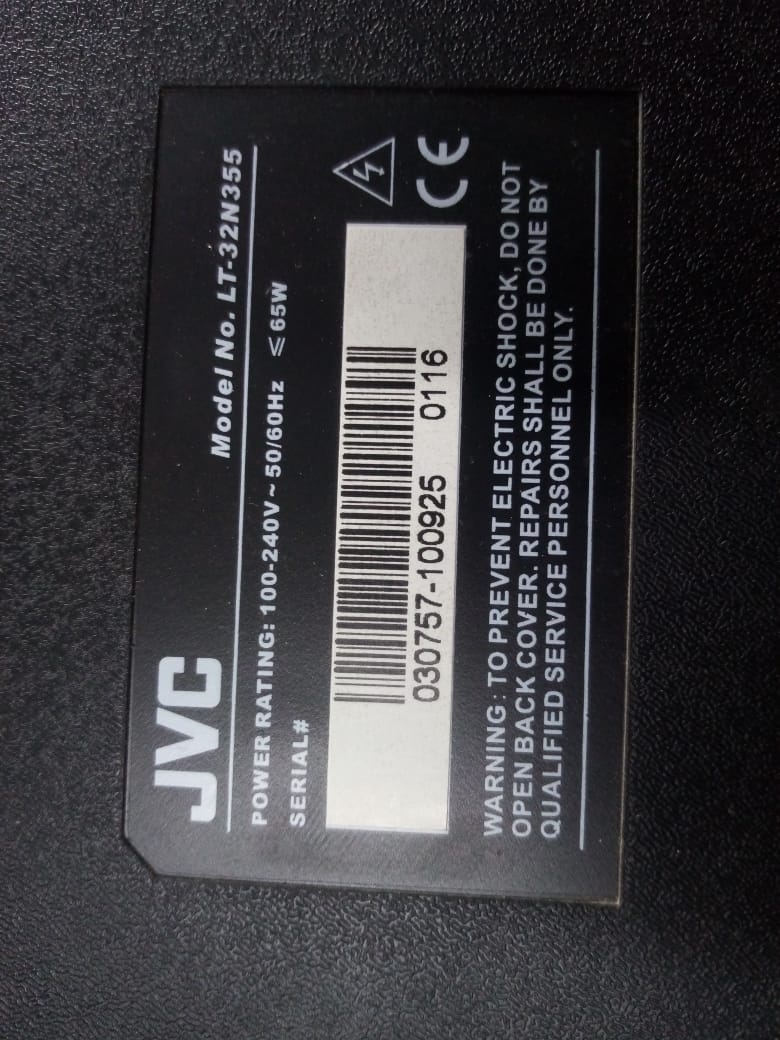 JVC
Model No. LT-32N355
POWER RATING: 100-240V~ 50/60Hz ⩽ 65W
SERIAL#
030757-100925 0116
CE
WARNING: TO PREVENT ELECTRIC SHOCK, DO NOT
OPEN BACK COVER. REPAIRS SHALL BE DONE BY
QUALIFIED SERVICE PERSONNEL ONLY.